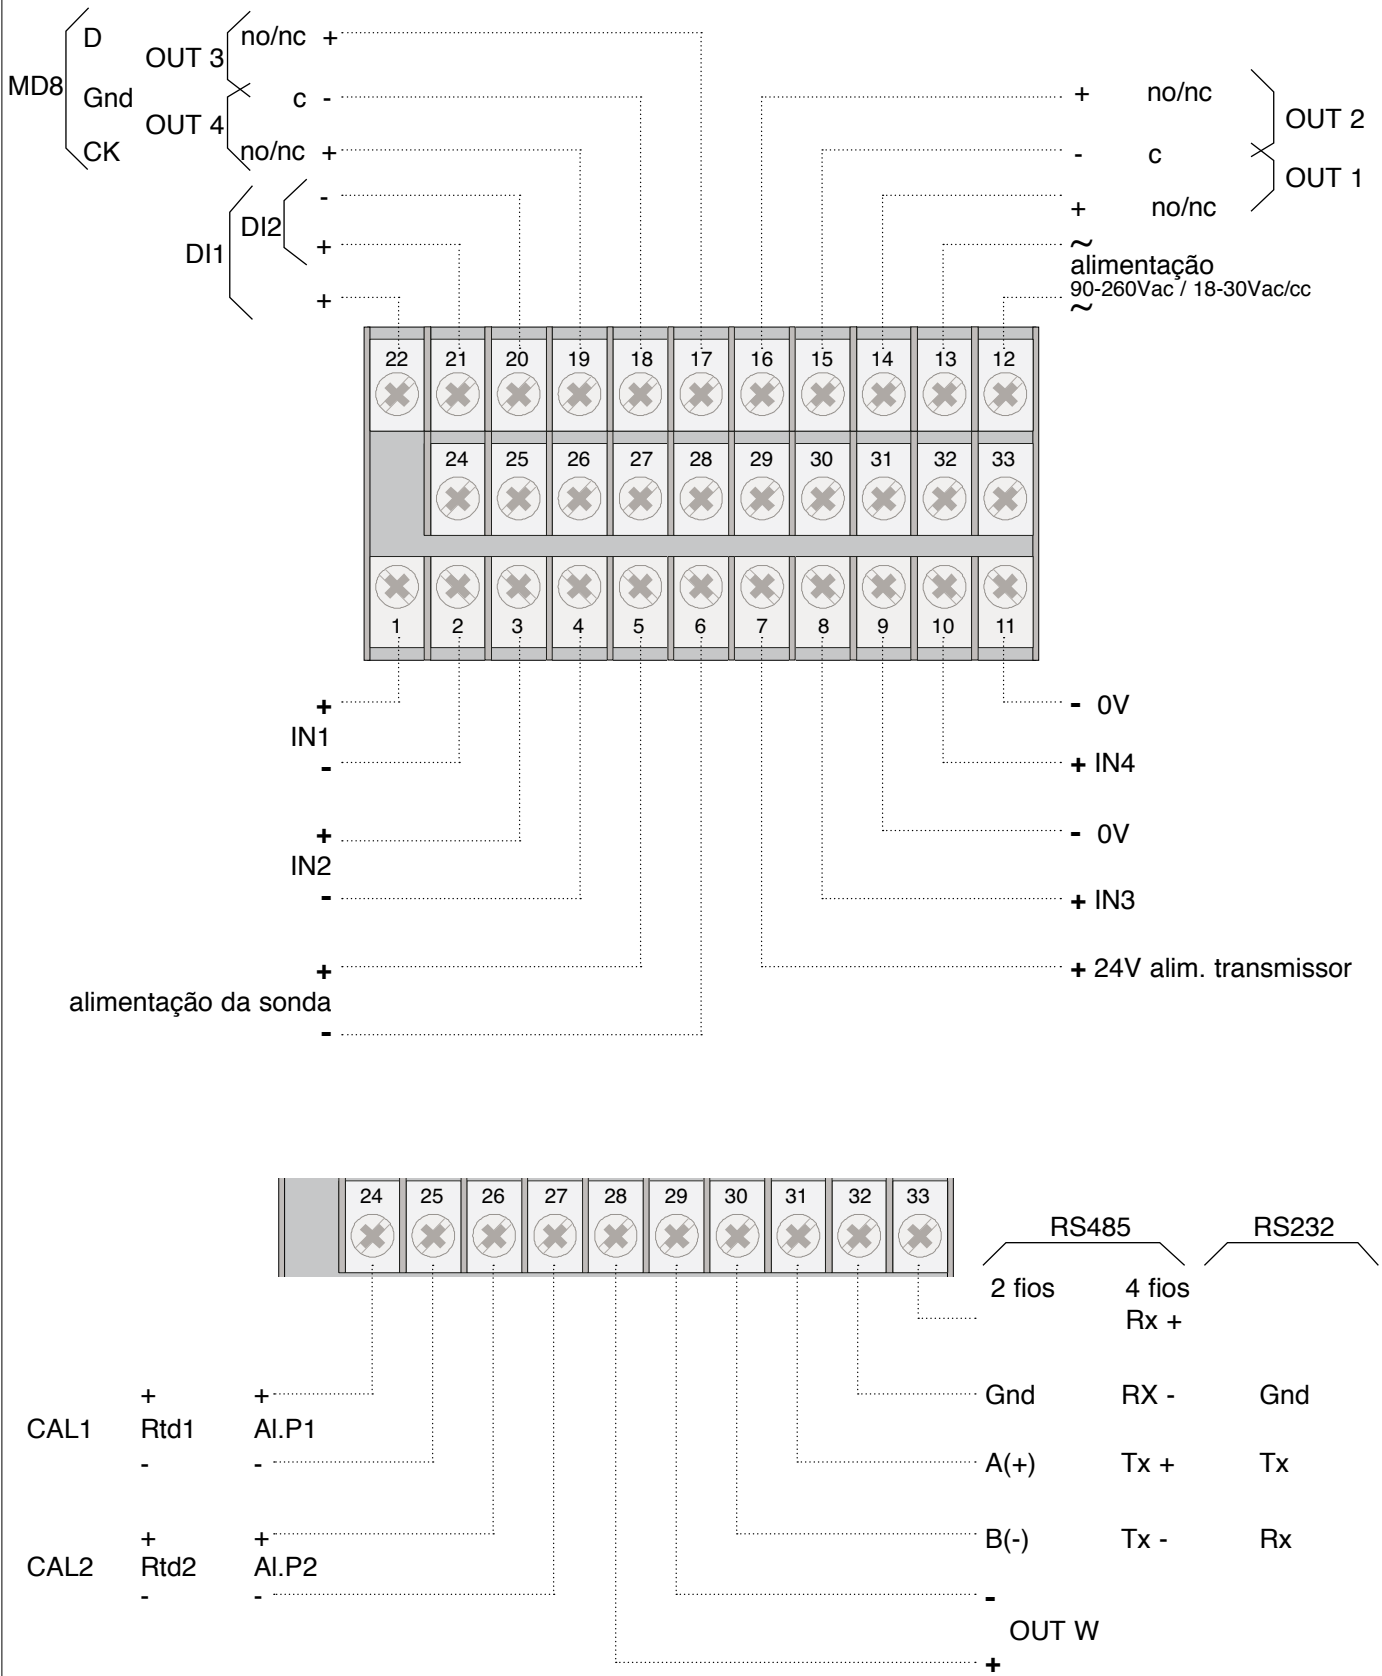 MD8
D
Gnd
CK
OUT 3
OUT 4
no/nc +
c -
no/nc +
DI1
DI2
-
+
+
+ no/nc
- c
+ no/nc
OUT 2
OUT 1
~
alimentação
90-260Vac / 18-30Vac/cc
~
22 21 20 19 18 17 16 15 14 13 12
24 25 26 27 28 29 30 31 32 33
1 2 3 4 5 6 7 8 9 10 11
+
IN1
-
+
IN2
-
+
alimentação da sonda
-
- 0V
+ IN4
- 0V
+ IN3
+ 24V alim. transmissor
24 25 26 27 28 29 30 31 32 33
RS485 RS232
2 fios 4 fios
Rx +
Gnd RX - Gnd
A(+) Tx + Tx
B(-) Tx - Rx
-
OUT W
+
+ +
CAL1 Rtd1 Al.P1
- -
+ +
CAL2 Rtd2 Al.P2
- -